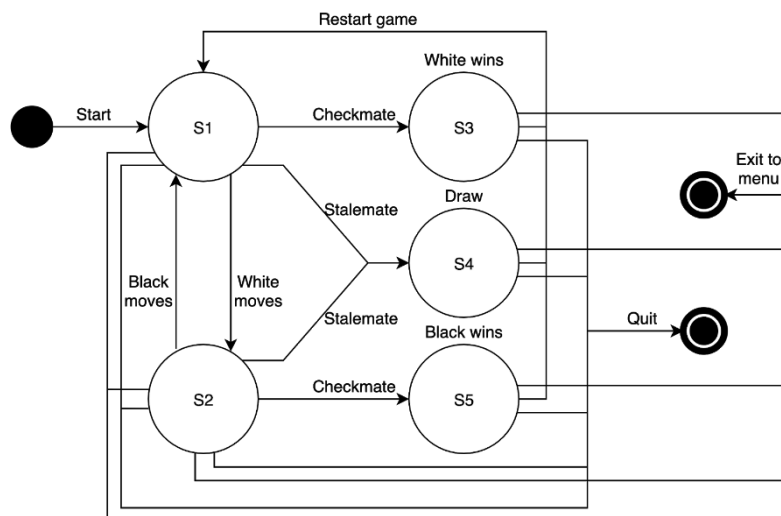 Restart game
White wins
Start
S1
Checkmate
S3
Exit to
menu
Stalemate
Draw
S4
Black
moves
White
moves
Stalemate
Quit
Black wins
S2
Checkmate
S5